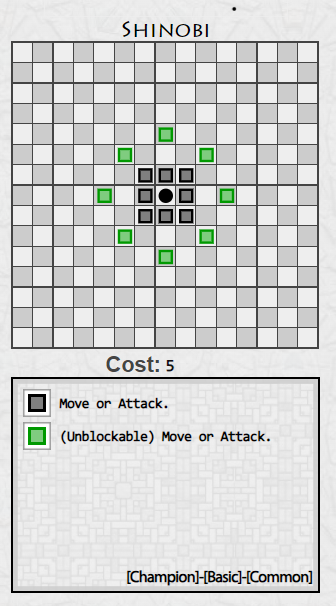 SHINOBI
Cost: 5
Move or Attack.
(Unblockable) Move or Attack.
[Champion]-[Basic]-[Common]